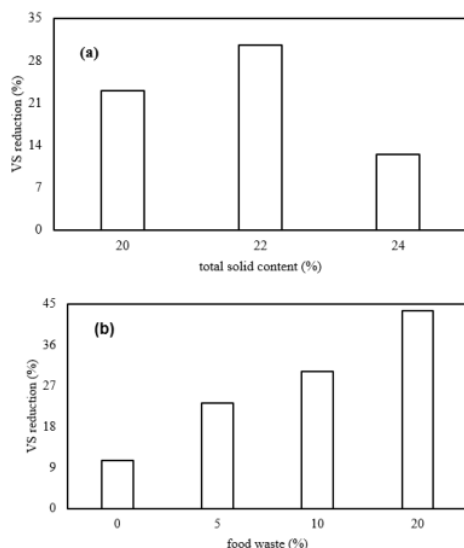 (a)
VS reduction (%)
35
28
21
14
7
0
20 22 24
total solid content (%)
(b)
VS reduction (%)
45
36
27
18
9
0
0 5 10 20
food waste (%)